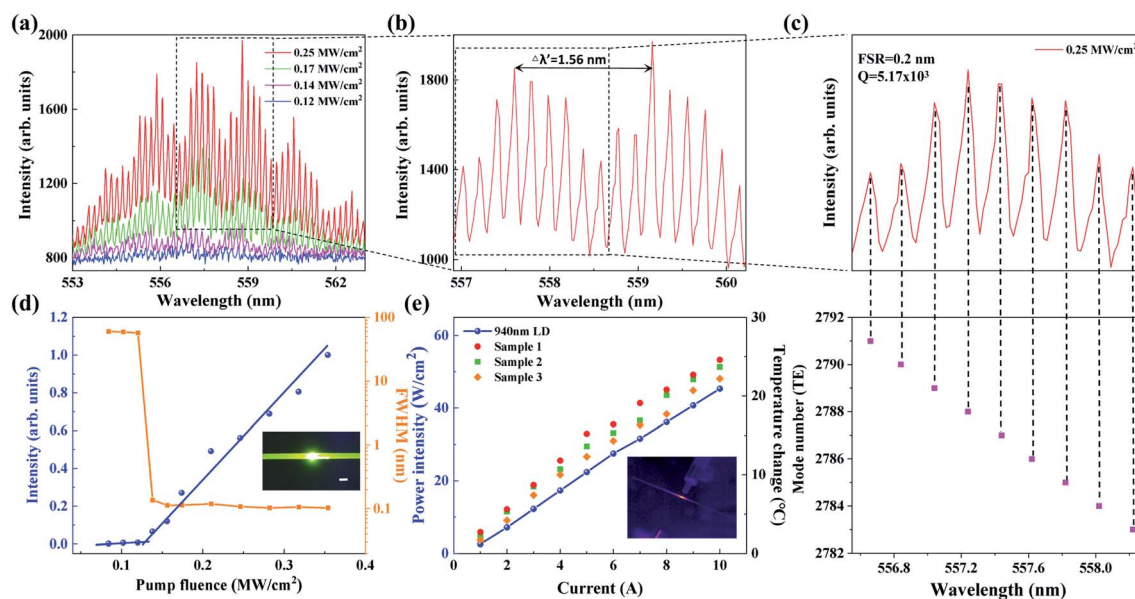 (a)
2000
1600
1200
800
Intensity (arb. units)
0.25 MW/cm²
0.17 MW/cm²
0.14 MW/cm²
0.12 MW/cm²
553 556 559 562
Wavelength (nm)
(b)
1800
1400
1000
Intensity (arb. units)
△λ'=1.56 nm
557 558 559 560
Wavelength (nm)
(c)
FSR=0.2 nm
Q=5.17x10³
0.25 MW/cm²
Intensity (arb. units)
2792
2790
2788
2786
2784
2782
Mode number (TE)
556.8 557.2 557.6 558.0
Wavelength (nm)
(d)
1.2
1.0
0.8
0.6
0.4
0.2
0.0
Intensity (arb. units)
100
10
1
0.1
FWHM (nm)
0.1 0.2 0.3 0.4
Pump fluence (MW/cm²)
(e)
60
40
20
0
Power intensity (W/cm²)
940nm LD
Sample 1
Sample 2
Sample 3
30
20
10
0
Temperature change (°C)
0 2 4 6 8 10
Current (A)